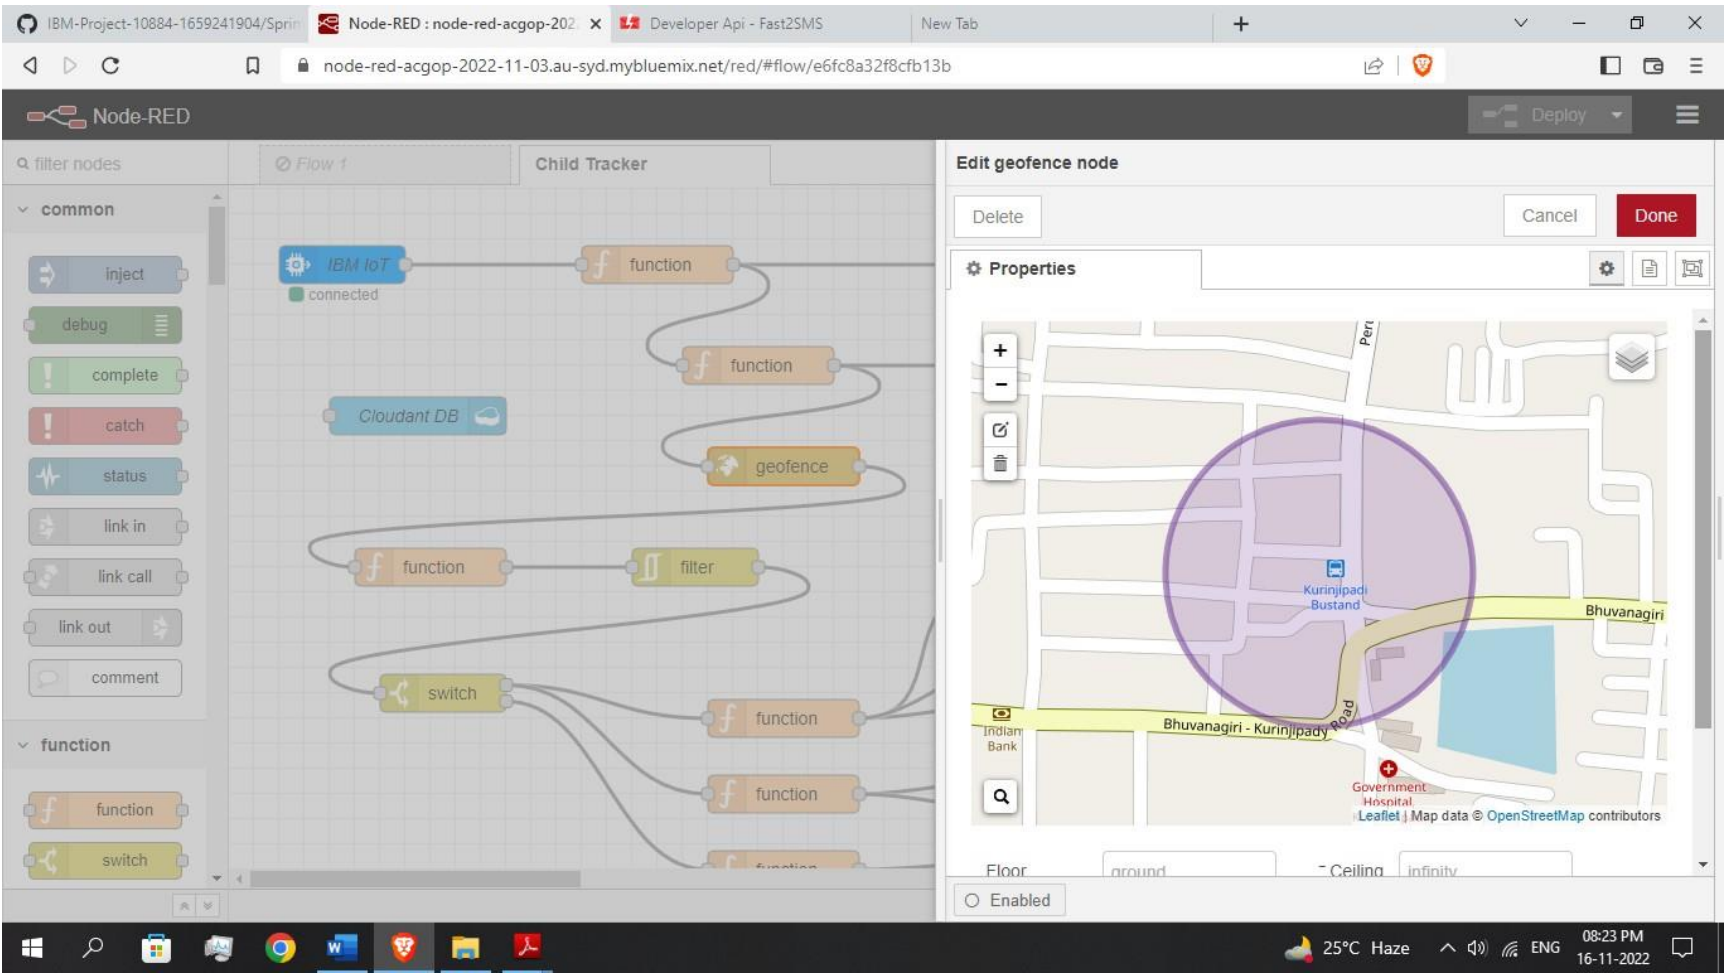 IBM-Project-10884-1659241904/Sprin
Node-RED : node-red-acgop-202
Developer Api - Fast2SMS
New Tab
node-red-acgop-2022-11-03.au-syd.mybluemix.net/red/#flow/e6fc8a32f8cfb13b
Node-RED
Deploy
filter nodes
Flow 1
Child Tracker
Edit geofence node
Delete
Cancel
Done
Properties
common
inject
debug
complete
catch
status
link in
link call
link out
comment
function
function
switch
IBM IoT
connected
function
function
Cloudant DB
geofence
function
filter
switch
function
function
function
Peru
Kurinjipadi
Bustand
Bhuvanagiri
Bhuvanagiri - Kurinjipady Road
Indian
Bank
Government
Hospital
Leaflet | Map data © OpenStreetMap contributors
Floor
ground
Ceiling
infinity
Enabled
25°C Haze
ENG
08:23 PM
16-11-2022